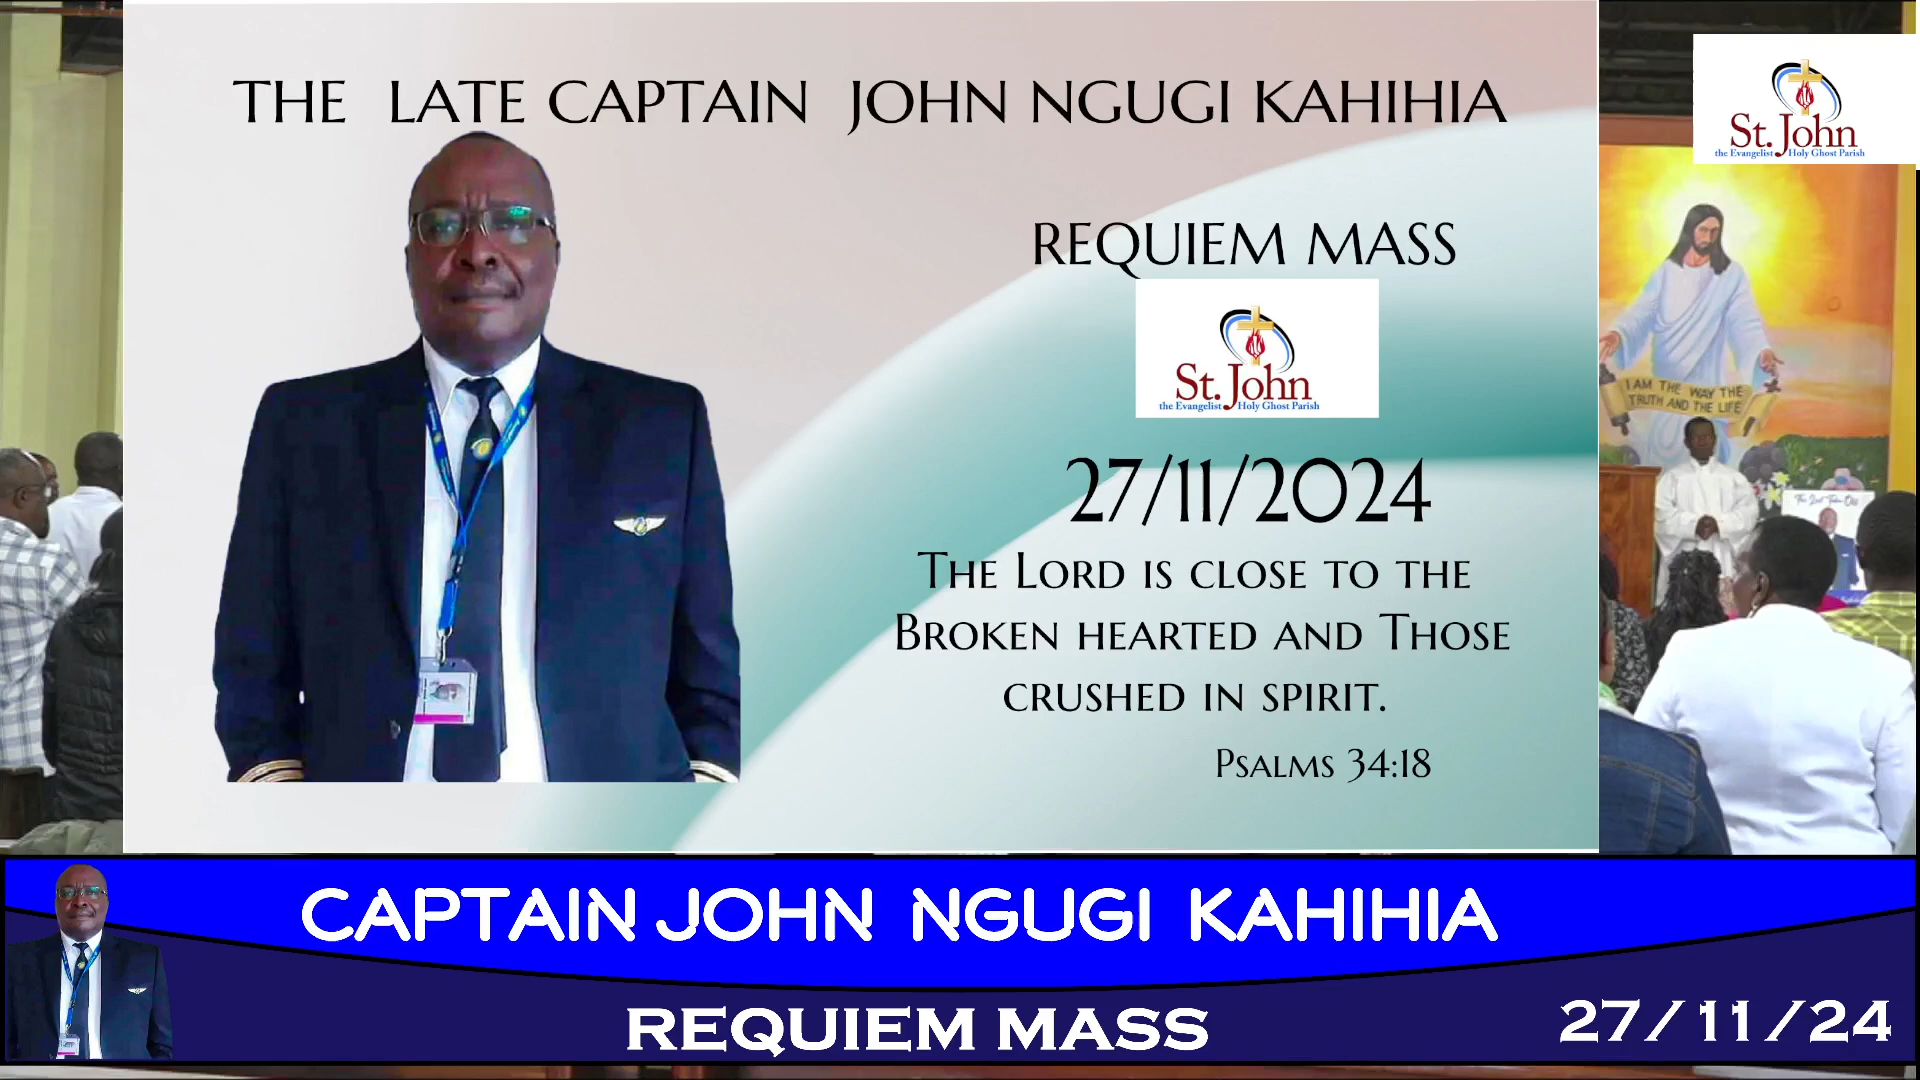 THE LATE CAPTAIN JOHN NGUGI KAHIHIA
REQUIEM MASS
St. John
the Evangelist Holy Ghost Parish
27/11/2024
THE LORD IS CLOSE TO THE
BROKEN HEARTED AND THOSE
CRUSHED IN SPIRIT.
PSALMS 34:18
St. John
the Evangelist Holy Ghost Parish
I AM THE WAY THE
TRUTH AND THE LIFE
CAPTAIN JOHN NGUGI KAHIHIA
REQUIEM MASS
27/11/24